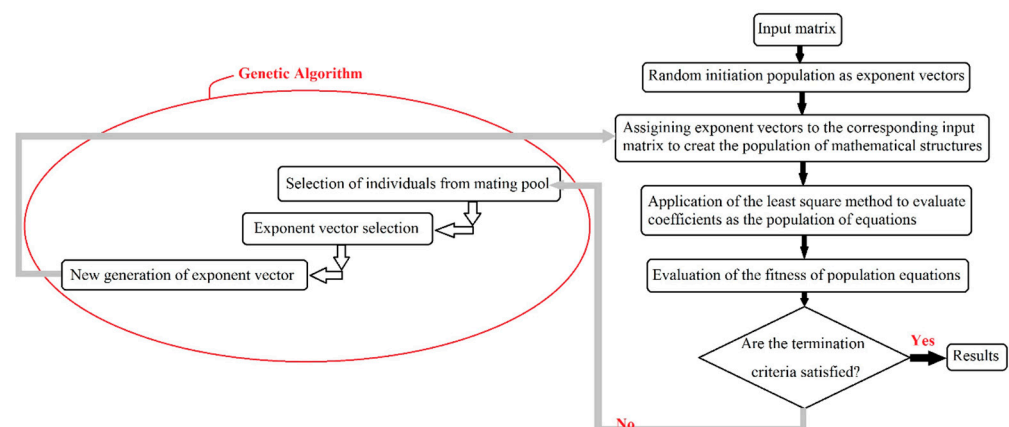 Input matrix
Genetic Algorithm
Random initiation population as exponent vectors
Assigining exponent vectors to the corresponding input
matrix to creat the population of mathematical structures
Selection of individuals from mating pool
Application of the least square method to evaluate
coefficients as the population of equations
Exponent vector selection
New generation of exponent vector
Evaluation of the fitness of population equations
Are the termination
criteria satisfied?
Yes
Results
No